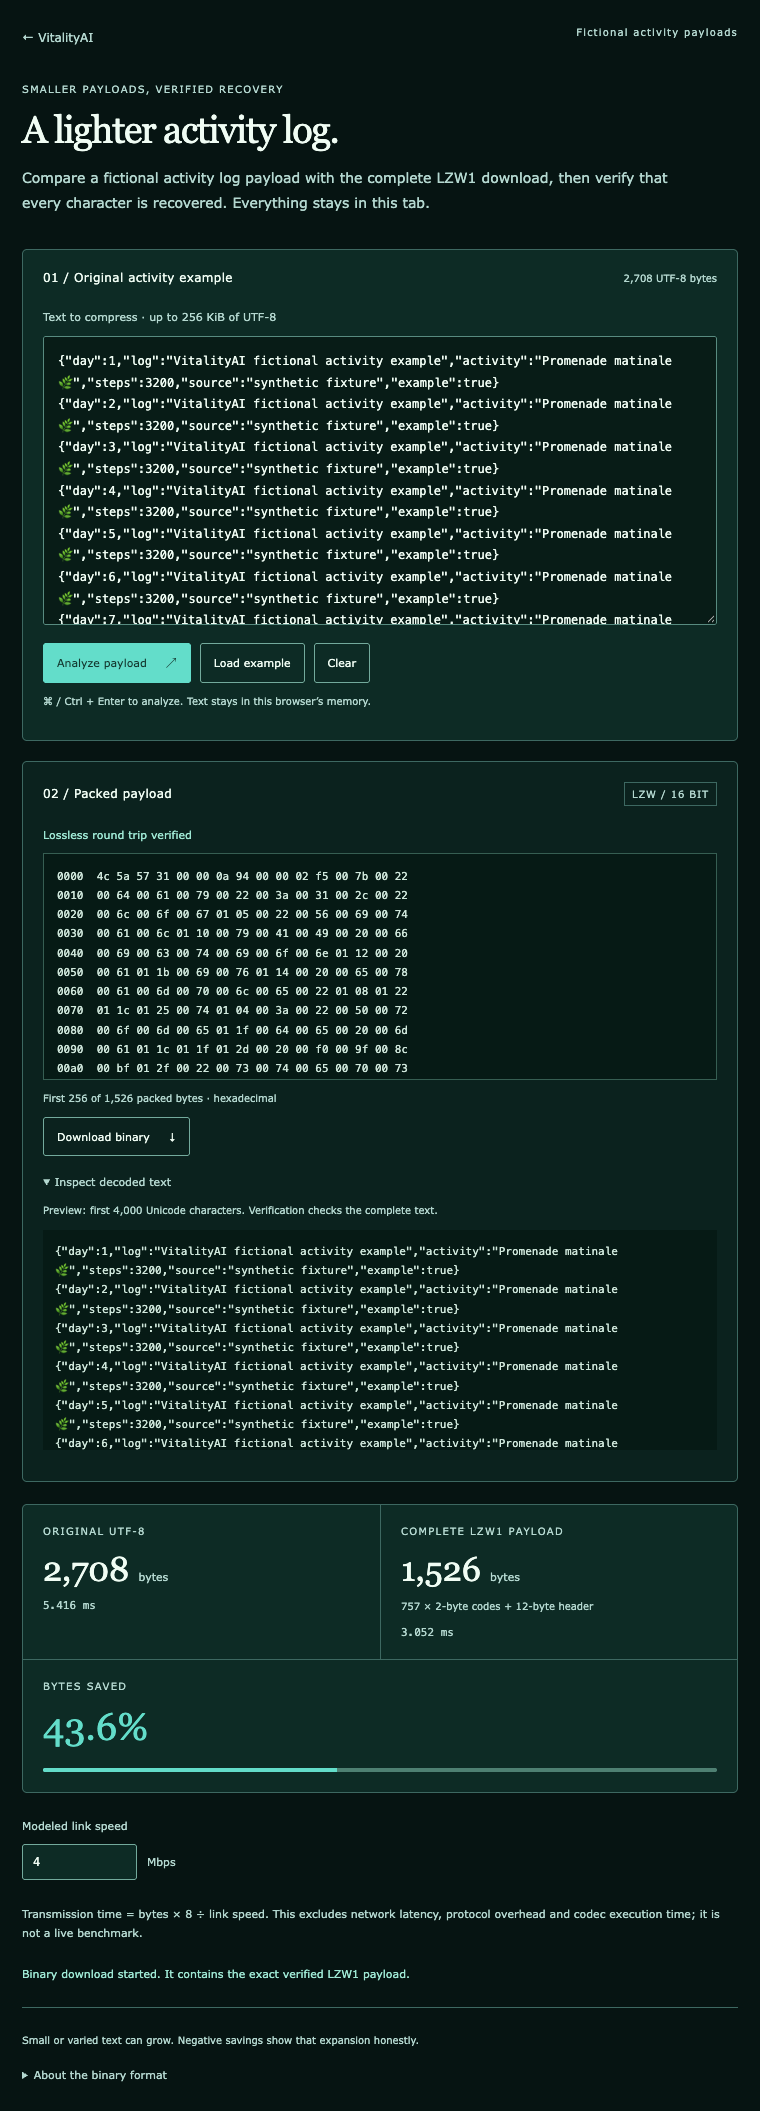 ← VitalityAI
Fictional activity payloads
SMALLER PAYLOADS, VERIFIED RECOVERY
A lighter activity log.
Compare a fictional activity log payload with the complete LZW1 download, then verify that
every character is recovered. Everything stays in this tab.
01 / Original activity example
2,708 UTF-8 bytes
Text to compress · up to 256 KiB of UTF-8
{"day":1,"log":"VitalityAI fictional activity example","activity":"Promenade matinale
🌿","steps":3200,"source":"synthetic fixture","example":true}
{"day":2,"log":"VitalityAI fictional activity example","activity":"Promenade matinale
🌿","steps":3200,"source":"synthetic fixture","example":true}
{"day":3,"log":"VitalityAI fictional activity example","activity":"Promenade matinale
🌿","steps":3200,"source":"synthetic fixture","example":true}
{"day":4,"log":"VitalityAI fictional activity example","activity":"Promenade matinale
🌿","steps":3200,"source":"synthetic fixture","example":true}
{"day":5,"log":"VitalityAI fictional activity example","activity":"Promenade matinale
🌿","steps":3200,"source":"synthetic fixture","example":true}
{"day":6,"log":"VitalityAI fictional activity example","activity":"Promenade matinale
🌿","steps":3200,"source":"synthetic fixture","example":true}
{"day":7,"log":"VitalityAI fictional activity example","activity":"Promenade matinale
Analyze payload ↗
Load example
Clear
⌘ / Ctrl + Enter to analyze. Text stays in this browser’s memory.
02 / Packed payload
LZW / 16 BIT
Lossless round trip verified
0000 4c 5a 57 31 00 00 0a 94 00 00 02 f5 00 7b 00 22
0010 00 64 00 61 00 79 00 22 00 3a 00 31 00 2c 00 22
0020 00 6c 00 6f 00 67 01 05 00 22 00 56 00 69 00 74
0030 00 61 00 6c 01 10 00 79 00 41 00 49 00 20 00 66
0040 00 69 00 63 00 74 00 69 00 6f 00 6e 01 12 00 20
0050 00 61 01 1b 00 69 00 76 01 14 00 20 00 65 00 78
0060 00 61 00 6d 00 70 00 6c 00 65 00 22 01 08 01 22
0070 01 1c 01 25 00 74 01 04 00 3a 00 22 00 50 00 72
0080 00 6f 00 6d 00 65 01 1f 00 64 00 65 00 20 00 6d
0090 00 61 01 1c 01 1f 01 2d 00 20 00 f0 00 9f 00 8c
00a0 00 bf 01 2f 00 22 00 73 00 74 00 65 00 70 00 73
First 256 of 1,526 packed bytes · hexadecimal
Download binary ↓
▼ Inspect decoded text
Preview: first 4,000 Unicode characters. Verification checks the complete text.
{"day":1,"log":"VitalityAI fictional activity example","activity":"Promenade matinale
🌿","steps":3200,"source":"synthetic fixture","example":true}
{"day":2,"log":"VitalityAI fictional activity example","activity":"Promenade matinale
🌿","steps":3200,"source":"synthetic fixture","example":true}
{"day":3,"log":"VitalityAI fictional activity example","activity":"Promenade matinale
🌿","steps":3200,"source":"synthetic fixture","example":true}
{"day":4,"log":"VitalityAI fictional activity example","activity":"Promenade matinale
🌿","steps":3200,"source":"synthetic fixture","example":true}
{"day":5,"log":"VitalityAI fictional activity example","activity":"Promenade matinale
🌿","steps":3200,"source":"synthetic fixture","example":true}
{"day":6,"log":"VitalityAI fictional activity example","activity":"Promenade matinale
ORIGINAL UTF-8
2,708 bytes
5.416 ms
COMPLETE LZW1 PAYLOAD
1,526 bytes
757 × 2-byte codes + 12-byte header
3.052 ms
BYTES SAVED
43.6%
Modeled link speed
4 Mbps
Transmission time = bytes × 8 ÷ link speed. This excludes network latency, protocol overhead and codec execution time; it is
not a live benchmark.
Binary download started. It contains the exact verified LZW1 payload.
Small or varied text can grow. Negative savings show that expansion honestly.
▶ About the binary format